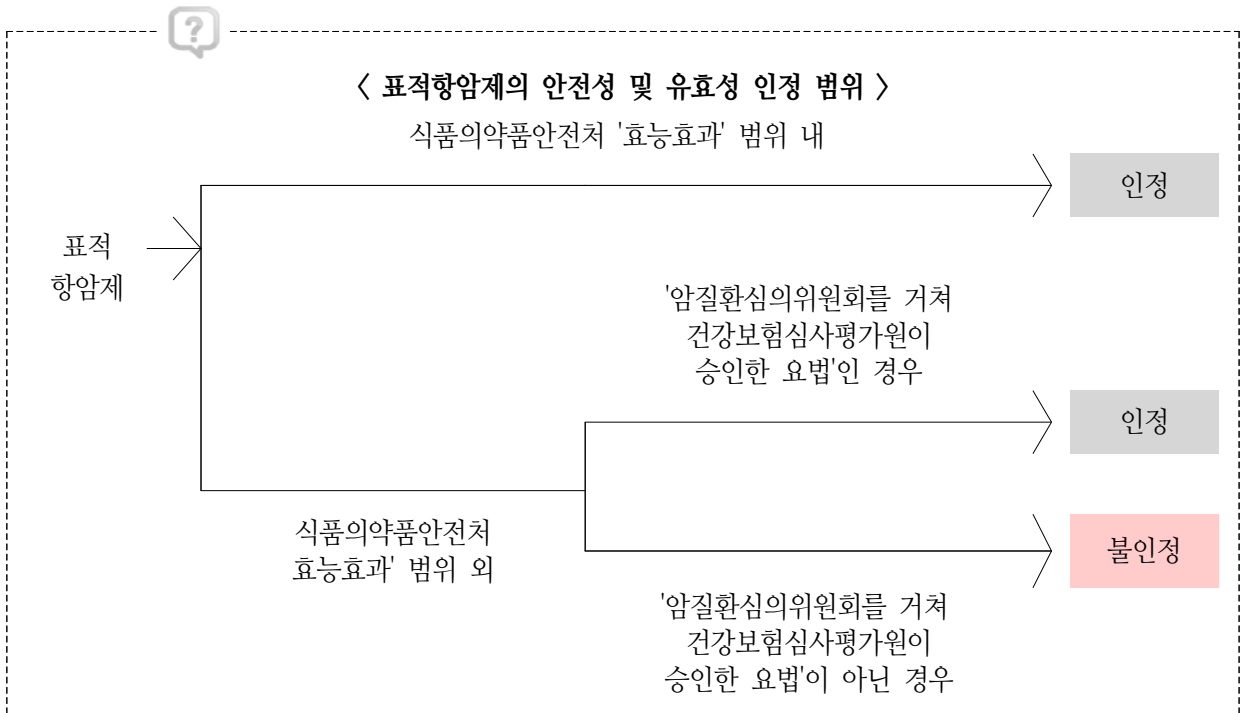 ?
〈 표적항암제의 안전성 및 유효성 인정 범위 〉
식품의약품안전처 '효능효과' 범위 내
인정
표적
항암제
'암질환심의위원회를 거쳐
건강보험심사평가원이
승인한 요법'인 경우
인정
식품의약품안전처
효능효과' 범위 외
불인정
'암질환심의위원회를 거쳐
건강보험심사평가원이
승인한 요법'이 아닌 경우